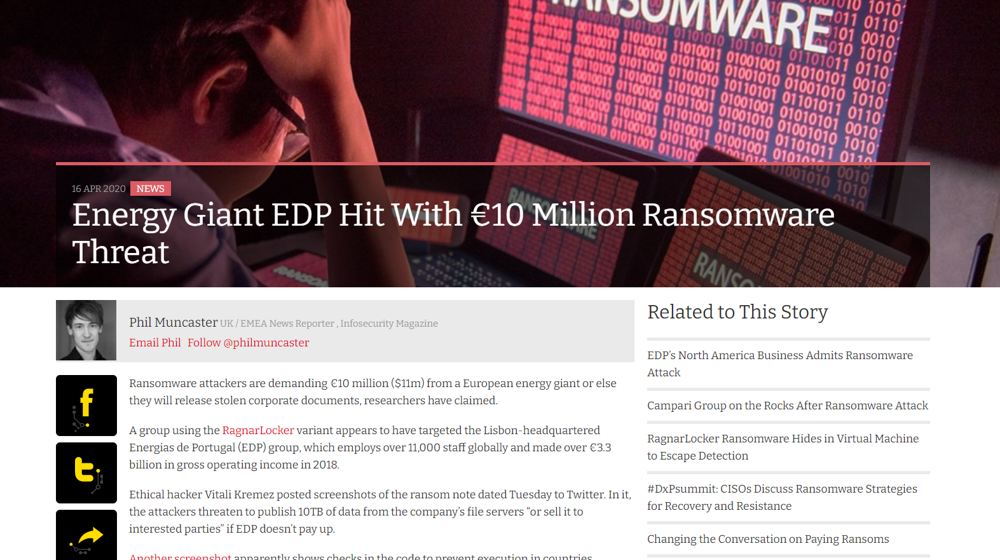 RANSOMWARE
16 APR 2020 NEWS
Energy Giant EDP Hit With €10 Million Ransomware
Threat
Phil Muncaster UK / EMEA News Reporter , Infosecurity Magazine
Email Phil Follow @philmuncaster
Ransomware attackers are demanding €10 million ($11m) from a European energy giant or else
they will release stolen corporate documents, researchers have claimed.
A group using the RagnarLocker variant appears to have targeted the Lisbon-headquartered
Energias de Portugal (EDP) group, which employs over 11,000 staff globally and made over €3.3
billion in gross operating income in 2018.
Ethical hacker Vitali Kremez posted screenshots of the ransom note dated Tuesday to Twitter. In it,
the attackers threaten to publish 10TB of data from the company’s file servers “or sell it to
interested parties” if EDP doesn’t pay up.
Another screenshot apparently shows checks in the code to prevent execution in countries
Related to This Story
EDP’s North America Business Admits Ransomware
Attack
Campari Group on the Rocks After Ransomware Attack
RagnarLocker Ransomware Hides in Virtual Machine
to Escape Detection
#DxPsummit: CISOs Discuss Ransomware Strategies
for Recovery and Resistance
Changing the Conversation on Paying Ransoms